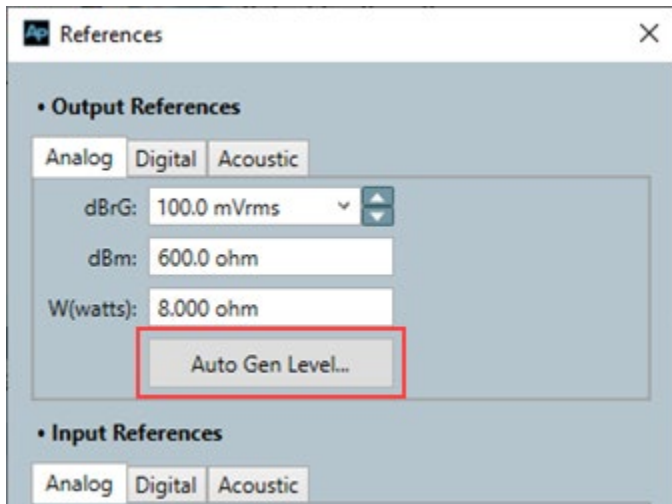 Ap References
• Output References
Analog Digital Acoustic
dBrG: 100.0 mVrms
dBm: 600.0 ohm
W(watts): 8.000 ohm
Auto Gen Level...
• Input References
Analog Digital Acoustic